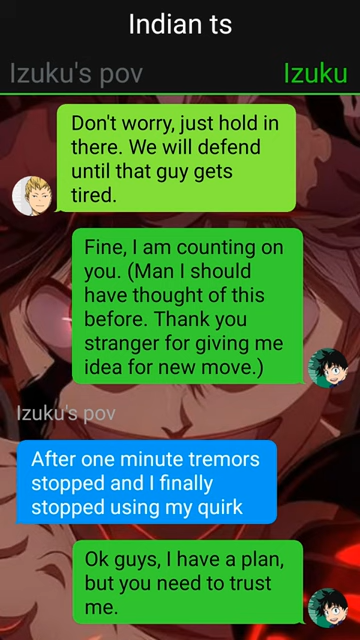 Indian ts
Izuku's pov
Izuku
Don't worry, just hold in
there. We will defend
until that guy gets
tired.
Fine, I am counting on
you. (Man I should
have thought of this
before. Thank you
stranger for giving me
idea for new move.)
Izuku's pov
After one minute tremors
stopped and I finally
stopped using my quirk
Ok guys, I have a plan,
but you need to trust
me.